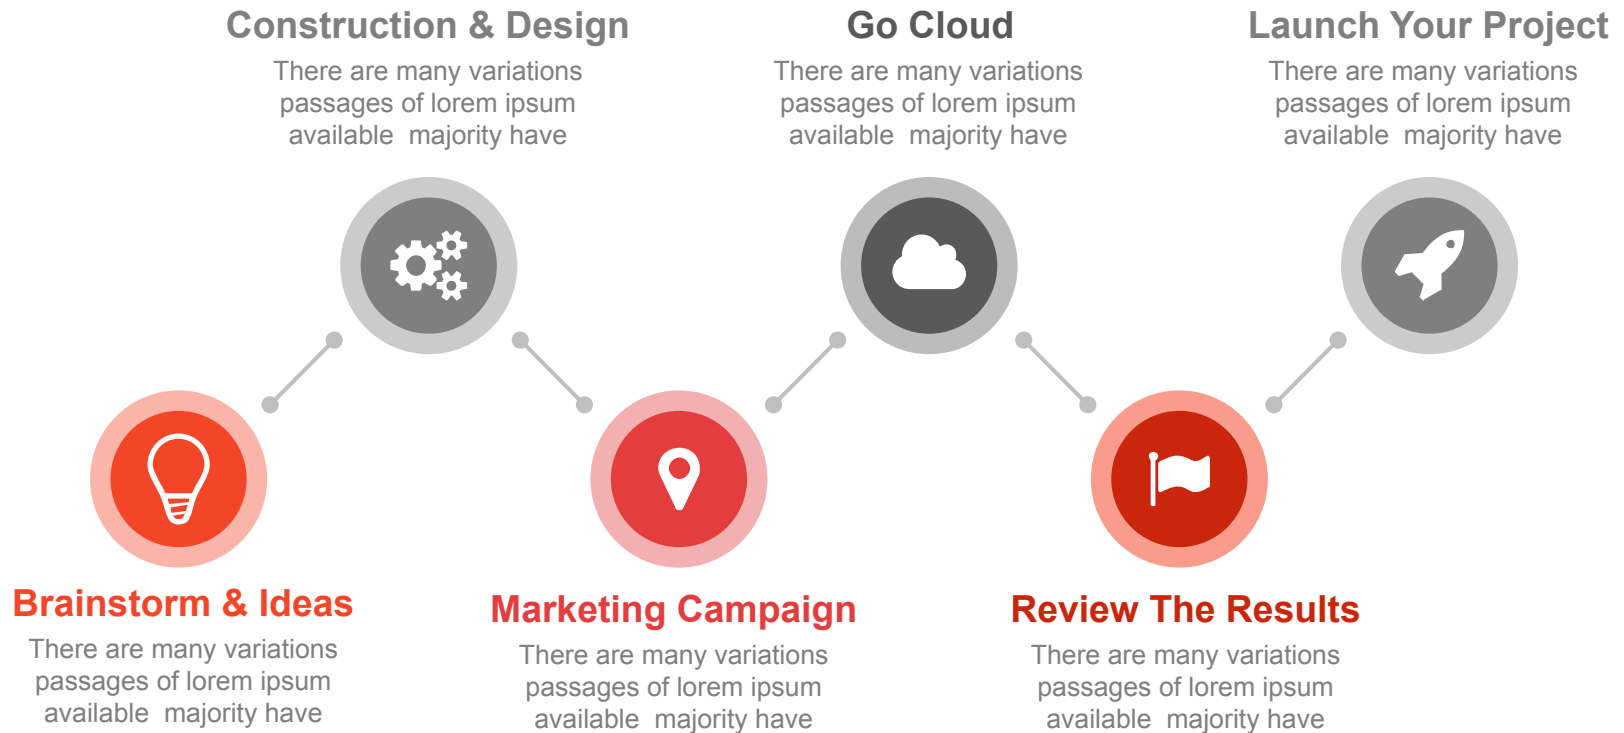 Construction & Design
There are many variations
passages of lorem ipsum
available  majority have
Go Cloud
There are many variations
passages of lorem ipsum
available  majority have
Launch Your Project
There are many variations
passages of lorem ipsum
available  majority have
Brainstorm & Ideas
There are many variations
passages of lorem ipsum
available  majority have
Marketing Campaign
There are many variations
passages of lorem ipsum
available  majority have
Review The Results
There are many variations
passages of lorem ipsum
available  majority have